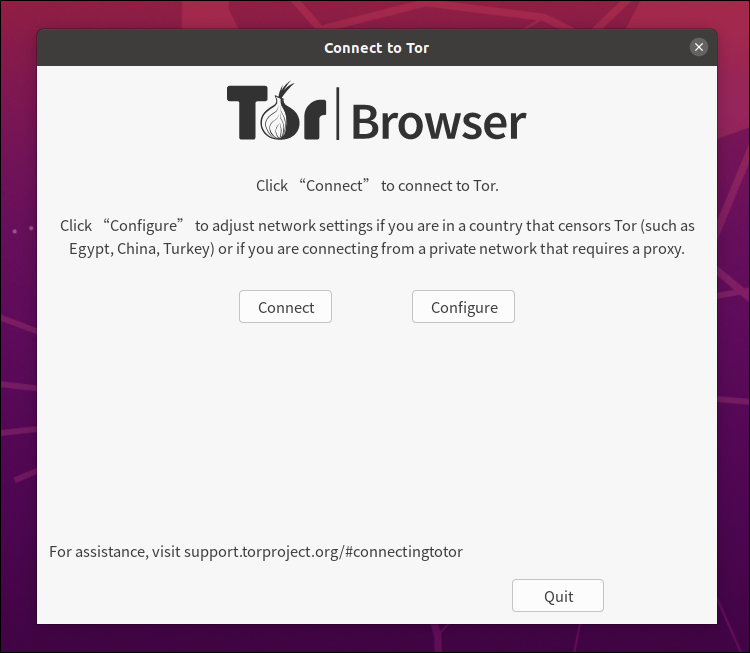 Connect to Tor
Tor Browser
Click “Connect” to connect to Tor.
Click “Configure” to adjust network settings if you are in a country that censors Tor (such as
Egypt, China, Turkey) or if you are connecting from a private network that requires a proxy.
Connect Configure
For assistance, visit support.torproject.org/#connectingtotor
Quit